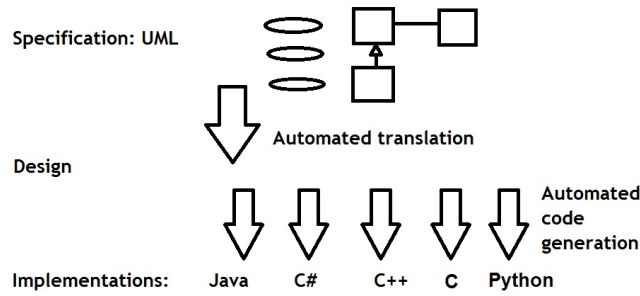 Specification: UML
Automated translation
Design
Automated
code
generation
Implementations: Java C# C++ C Python